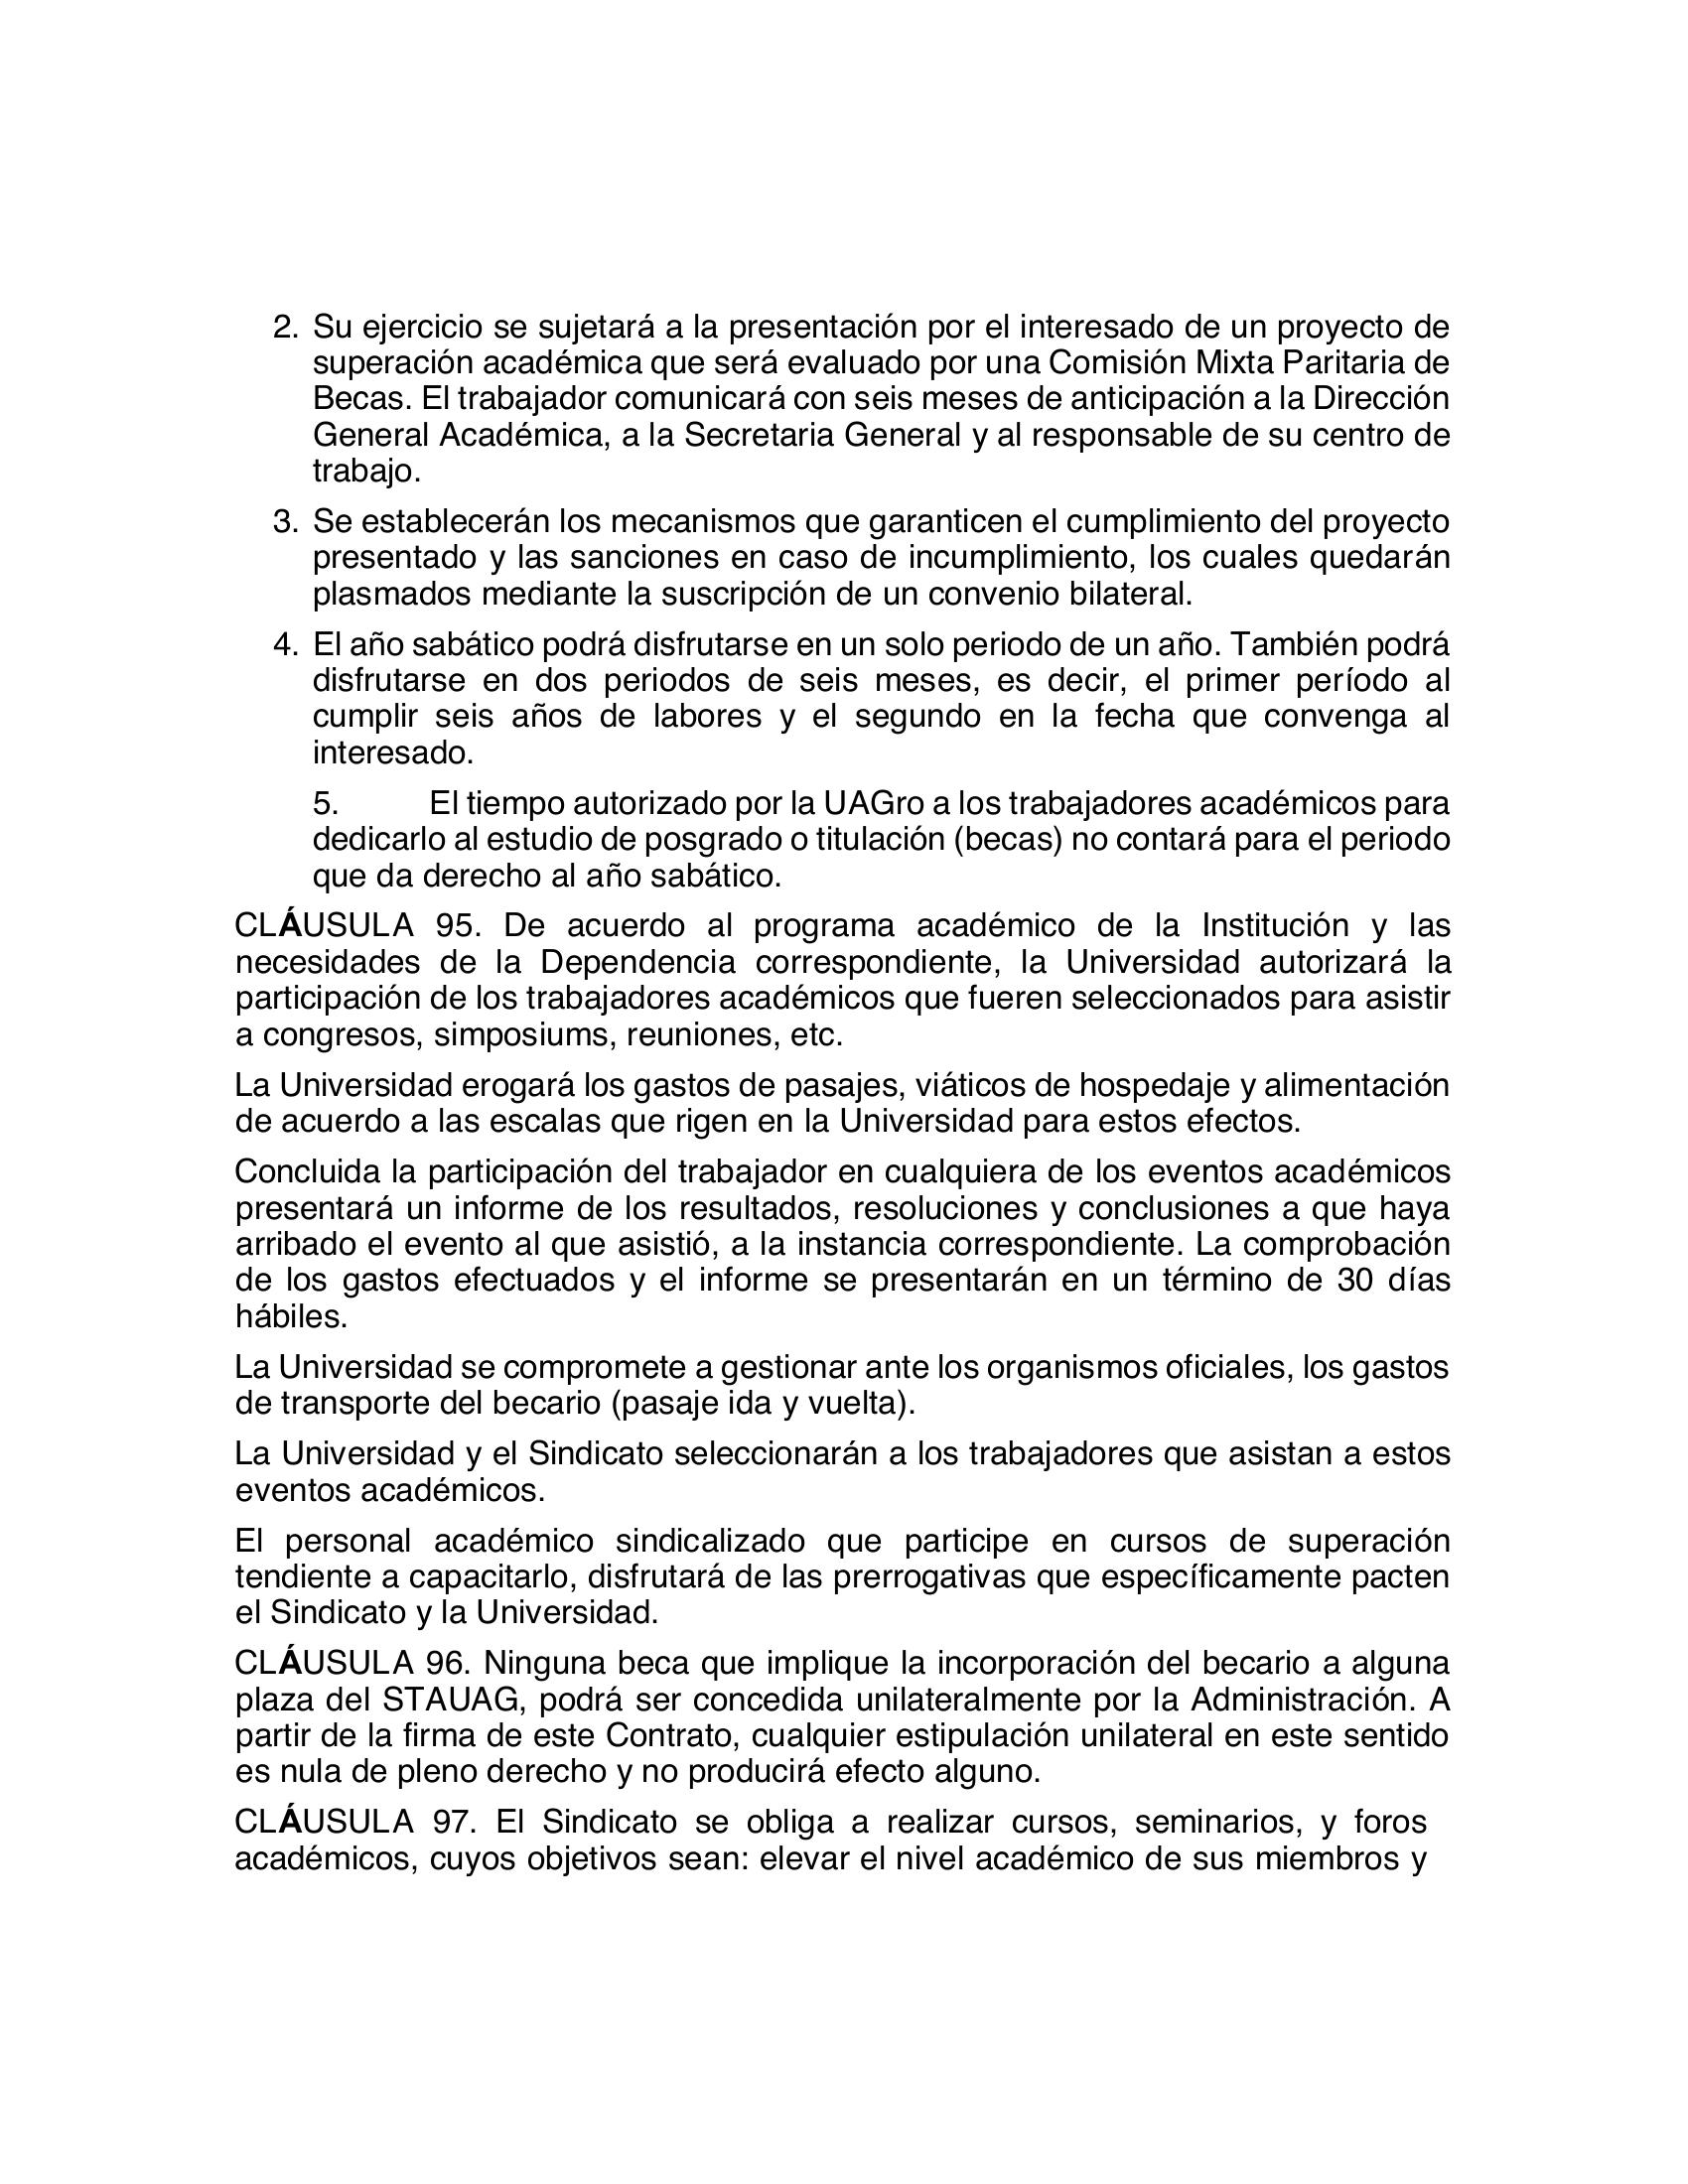 2. Su ejercicio se sujetará a la presentación por el interesado de un proyecto de
superación académica que será evaluado por una Comisión Mixta Paritaria de
Becas. El trabajador comunicará con seis meses de anticipación a la Dirección
General Académica, a la Secretaria General y al responsable de su centro de
trabajo.
3. Se establecerán los mecanismos que garanticen el cumplimiento del proyecto
presentado y las sanciones en caso de incumplimiento, los cuales quedarán
plasmados mediante la suscripción de un convenio bilateral.
4. El año sabático podrá disfrutarse en un solo periodo de un año. También podrá
disfrutarse en dos periodos de seis meses, es decir, el primer período al
cumplir seis años de labores y el segundo en la fecha que convenga al
interesado.
5. El tiempo autorizado por la UAGro a los trabajadores académicos para
dedicarlo al estudio de posgrado o titulación (becas) no contará para el periodo
que da derecho al año sabático.
CLÁUSULA 95. De acuerdo al programa académico de la Institución y las
necesidades de la Dependencia correspondiente, la Universidad autorizará la
participación de los trabajadores académicos que fueren seleccionados para asistir
a congresos, simposiums, reuniones, etc.
La Universidad erogará los gastos de pasajes, viáticos de hospedaje y alimentación
de acuerdo a las escalas que rigen en la Universidad para estos efectos.
Concluida la participación del trabajador en cualquiera de los eventos académicos
presentará un informe de los resultados, resoluciones y conclusiones a que haya
arribado el evento al que asistió, a la instancia correspondiente. La comprobación
de los gastos efectuados y el informe se presentarán en un término de 30 días
hábiles.
La Universidad se compromete a gestionar ante los organismos oficiales, los gastos
de transporte del becario (pasaje ida y vuelta).
La Universidad y el Sindicato seleccionarán a los trabajadores que asistan a estos
eventos académicos.
El personal académico sindicalizado que participe en cursos de superación
tendiente a capacitarlo, disfrutará de las prerrogativas que específicamente pacten
el Sindicato y la Universidad.
CLÁUSULA 96. Ninguna beca que implique la incorporación del becario a alguna
plaza del STAUAG, podrá ser concedida unilateralmente por la Administración. A
partir de la firma de este Contrato, cualquier estipulación unilateral en este sentido
es nula de pleno derecho y no producirá efecto alguno.
CLÁUSULA 97. El Sindicato se obliga a realizar cursos, seminarios, y foros
académicos, cuyos objetivos sean: elevar el nivel académico de sus miembros y